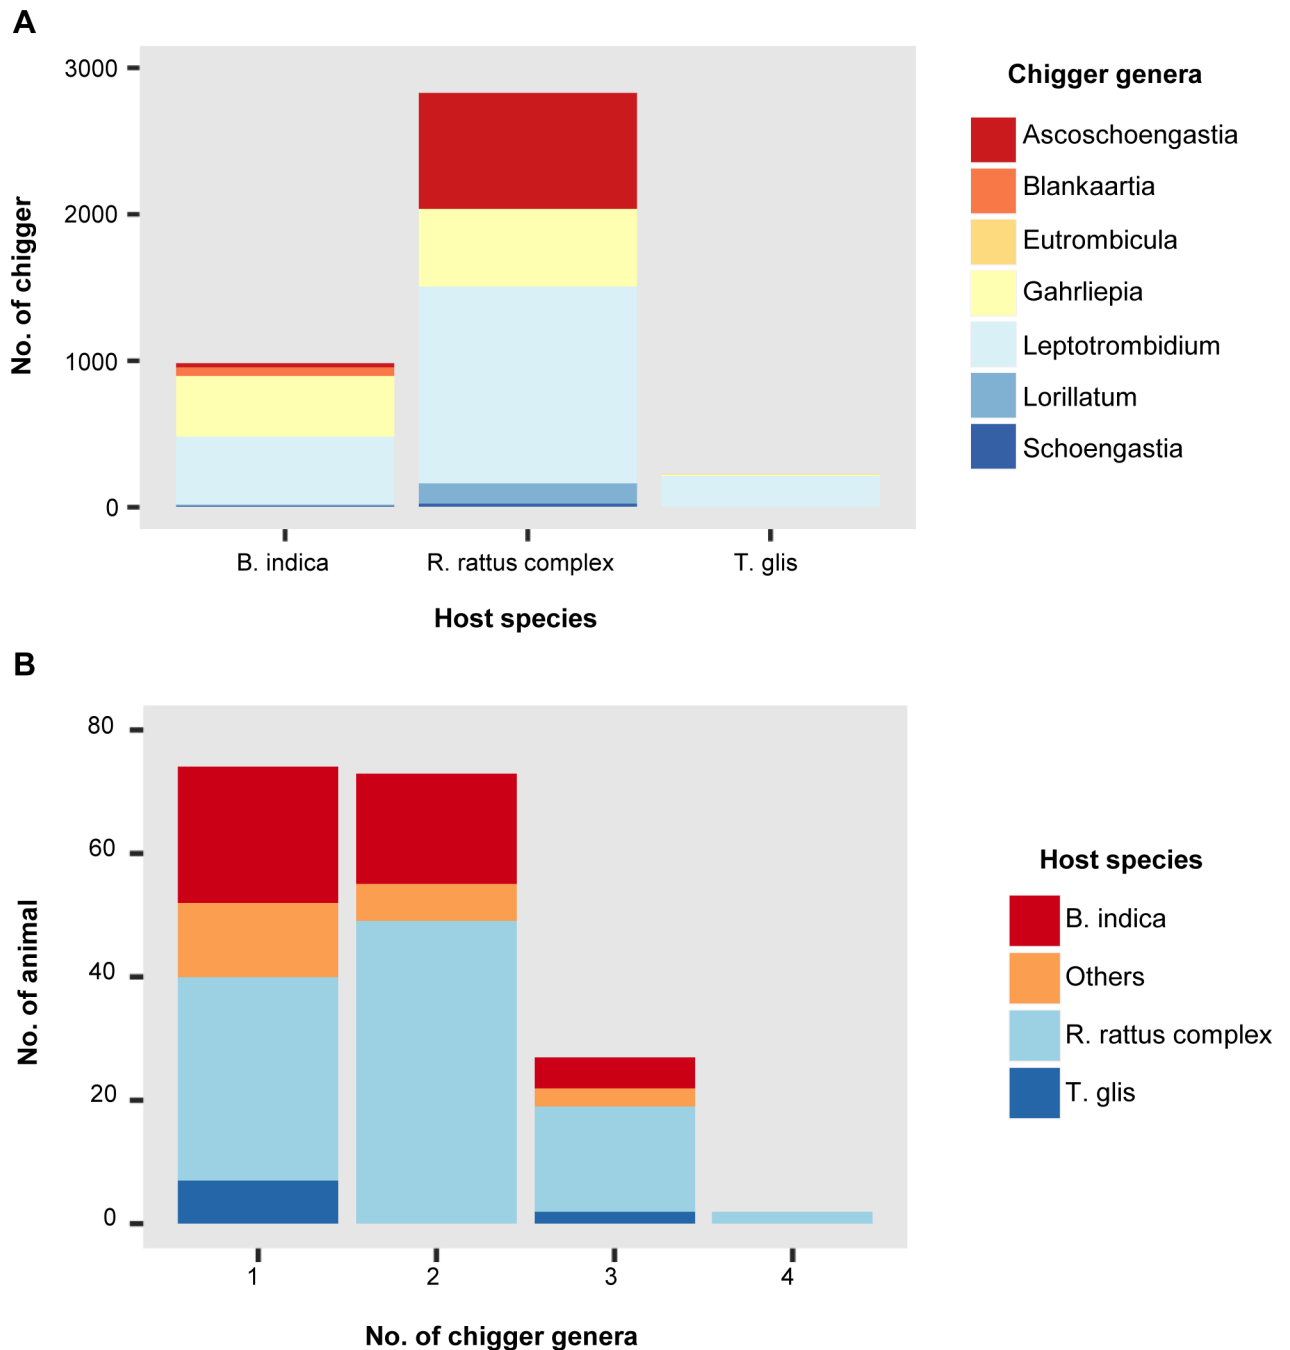 A
3000
2000
1000
0
No. of chigger
B. indica
R. rattus complex
T. glis
Host species
Chigger genera
Ascoschoengastia
Blankaartia
Eutrombicula
Gahrliepia
Leptotrombidium
Lorillatum
Schoengastia
B
80
60
40
20
0
No. of animal
1
2
3
4
No. of chigger genera
Host species
B. indica
Others
R. rattus complex
T. glis